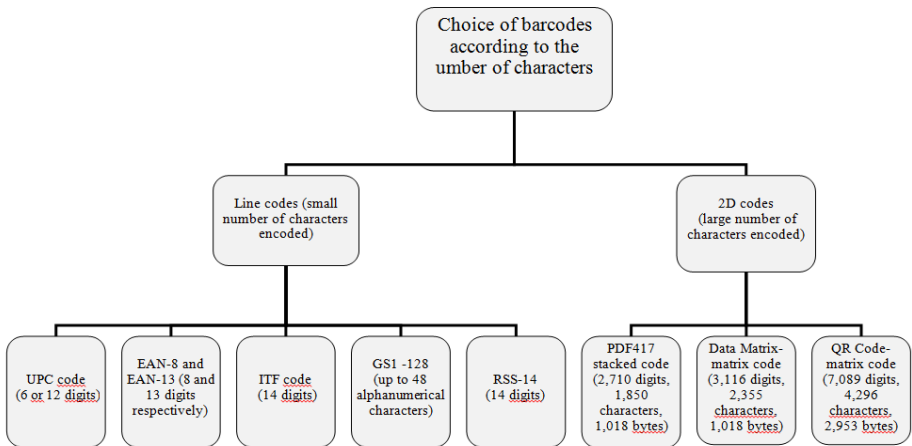 Choice of barcodes
according to the
umber of characters
Line codes (small
number of characters
encoded)
2D codes
(large number of
characters encoded)
UPC code
(6 or 12 digits)
EAN-8 and
EAN-13 (8 and
13 digits
respectively)
ITF code
(14 digits)
GS1 -128
(up to 48
alphanumerical
characters)
RSS-14
(14 digits)
PDF417
stacked code
(2,710 digits,
1,850
characters,
1,018 bytes)
Data Matrix-
matrix code
(3,116 digits,
2,355
characters,
1,018 bytes)
QR Code-
matrix code
(7,089 digits,
4,296
characters,
2,953 bytes)